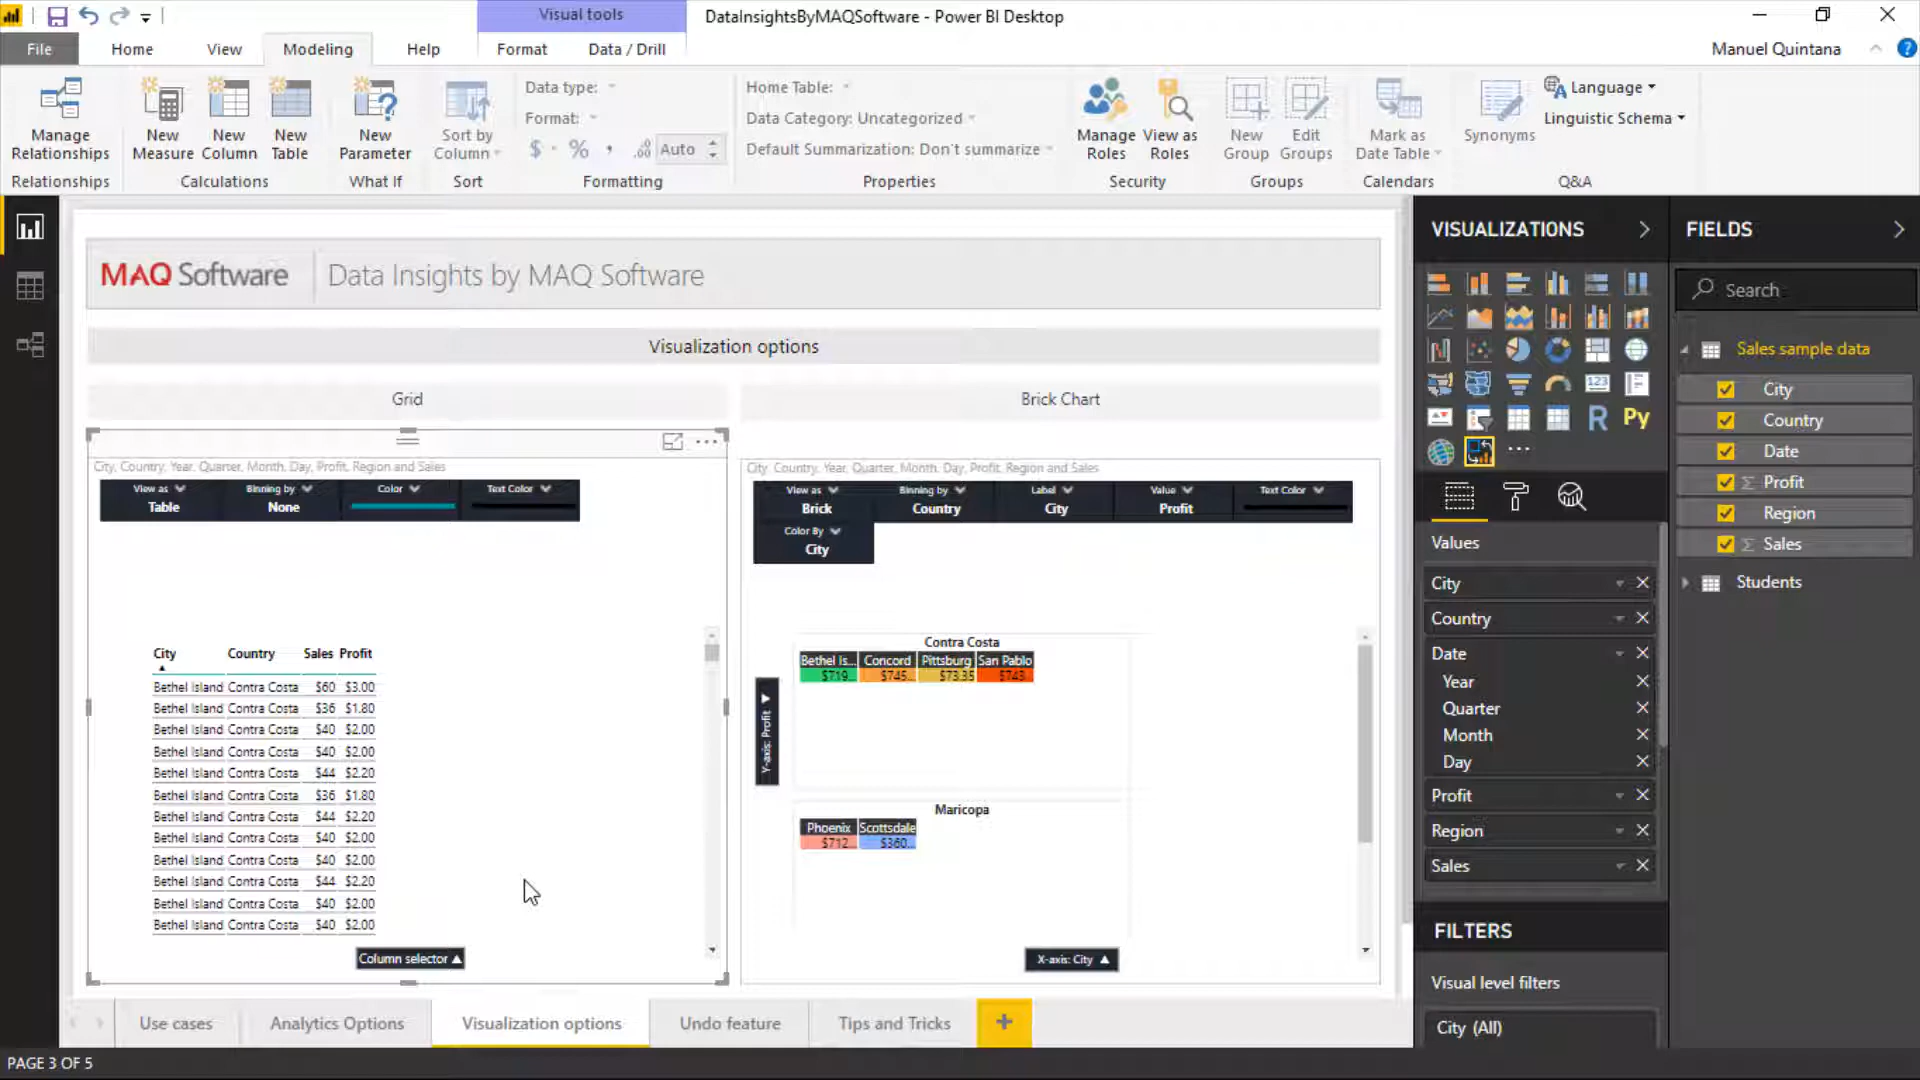 Visual tools
DataInsightsByMAQSoftware - Power BI Desktop
File Home View Modeling Help Format Data / Drill
Manuel Quintana
?
Manage Relationships
Relationships
New Measure
New Column
New Table
Calculations
New Parameter
What If
Sort by Column
Sort
Data type:
Format:
$ % , .00 Auto
Formatting
Home Table:
Data Category: Uncategorized
Default Summarization: Don't summarize
Properties
Manage Roles
View as Roles
Security
New Group
Edit Groups
Groups
Mark as Date Table
Calendars
Synonyms
Language
Linguistic Schema
Q&A
MAQ Software
Data Insights by MAQ Software
Visualization options
Grid
Brick Chart
City, Country, Year, Quarter, Month, Day, Profit, Region and Sales
View as Binning by Color Text Color
Table None
City Country Sales Profit
Bethel Island Contra Costa $60 $3.00
Bethel Island Contra Costa $36 $1.80
Bethel Island Contra Costa $40 $2.00
Bethel Island Contra Costa $40 $2.00
Bethel Island Contra Costa $44 $2.20
Bethel Island Contra Costa $36 $1.80
Bethel Island Contra Costa $44 $2.20
Bethel Island Contra Costa $40 $2.00
Bethel Island Contra Costa $40 $2.00
Bethel Island Contra Costa $44 $2.20
Bethel Island Contra Costa $40 $2.00
Bethel Island Contra Costa $40 $2.00
Column selector
City, Country, Year, Quarter, Month, Day, Profit, Region and Sales
View as Binning by Label Value Text Color
Brick Country City Profit
Color By
City
Y-axis: Profit
Contra Costa
Bethel Is... Concord Pittsburg San Pablo
$719... $745... $73.35 $743...
Maricopa
Phoenix Scottsdale
$712... $360...
X-axis: City
VISUALIZATIONS
123
R Py
Values
City
Country
Date
Year
Quarter
Month
Day
Profit
Region
Sales
FILTERS
Visual level filters
City (All)
FIELDS
Search
Sales sample data
City
Country
Date
Σ Profit
Region
Σ Sales
Students
Use cases Analytics Options Visualization options Undo feature Tips and Tricks +
PAGE 3 OF 5